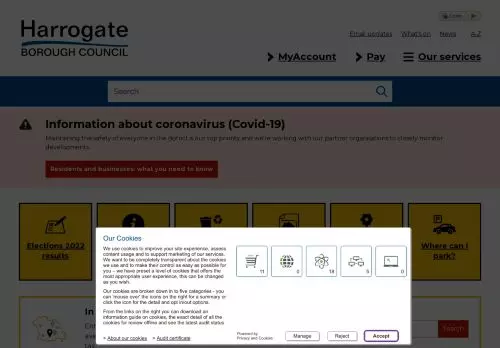 Listen
Harrogate
BOROUGH COUNCIL
Email updates What's on News A-Z
MyAccount Pay Our services
Search
Information about coronavirus (Covid-19)
Maintaining the safety of everyone in the district is our top priority and we're working with our partner organisations to closely monitor
developments.
Residents and businesses: what you need to know
Elections 2022
results
Where can I
park?
Our Cookies
We use cookies to improve your site experience, assess
content usage and to support marketing of our services.
We want to be completely transparent about the cookies
we use and to make their control as easy as possible for
you - we have preset a level of cookies that offers the
most appropriate user experience, this can be changed
as you wish.
Our cookies are broken down in to five categories - you
can 'mouse over' the icons on the right for a summary or
click the icon for the detail and opt in/out options.
From the links on the right you can download an
information guide on cookies, the exact detail of all the
cookies for review offline and see the latest audit status
> About our cookies > Audit certificate
11 0 18 5 0
Powered by
Privacy and Cookies
Manage Reject Accept
In
Search